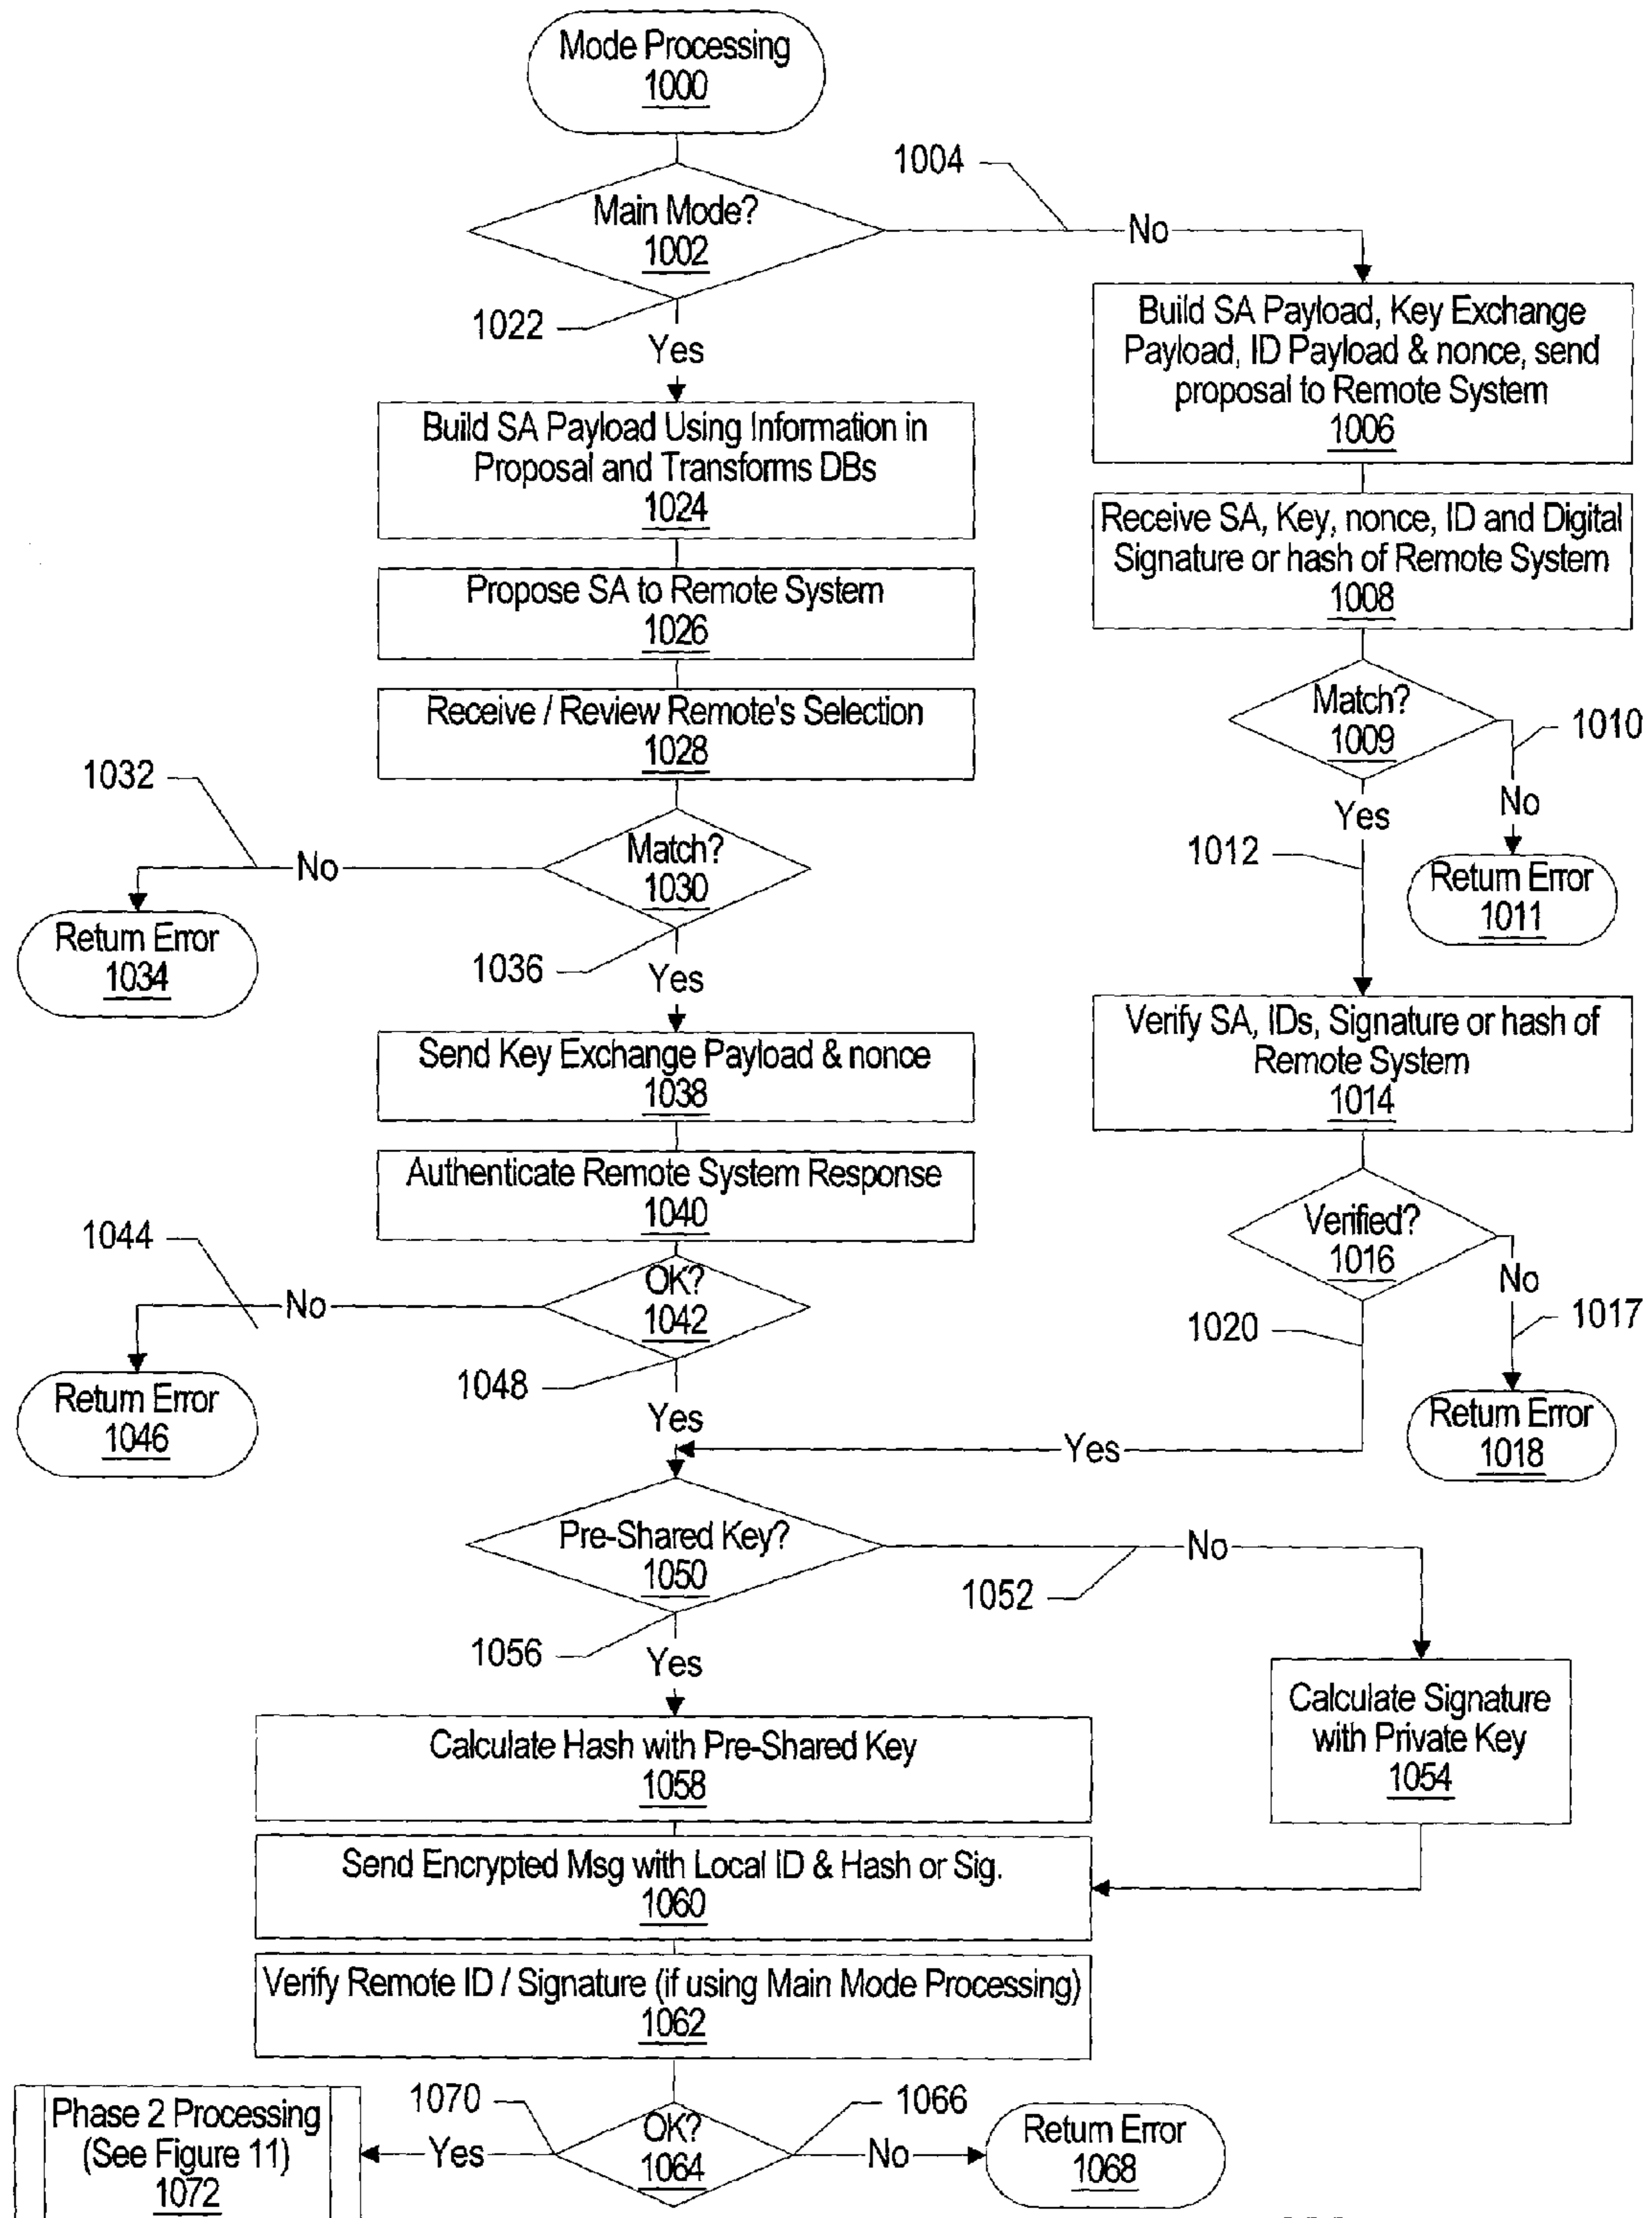 Mode Processing
1000
1004
Main Mode?
1002
No
1022
Yes
Build SA Payload, Key Exchange
Payload, ID Payload & nonce, send
proposal to Remote System
1006
Build SA Payload Using Information in
Proposal and Transforms DBs
1024
Receive SA, Key, nonce, ID and Digital
Signature or hash of Remote System
1008
Propose SA to Remote System
1026
Receive / Review Remote's Selection
1028
Match?
1009
1010
No
Yes
1012
Return Error
1011
1032
Match?
1030
No
Return Error
1034
1036
Yes
Verify SA, IDs, Signature or hash of
Remote System
1014
Send Key Exchange Payload & nonce
1038
Authenticate Remote System Response
1040
Verified?
1016
No
1017
1020
Return Error
1018
Yes
1044
OK?
1042
No
Return Error
1046
1048
Yes
Pre-Shared Key?
1050
No
1052
1056
Yes
Calculate Signature
with Private Key
1054
Calculate Hash with Pre-Shared Key
1058
Send Encrypted Msg with Local ID & Hash or Sig.
1060
Verify Remote ID / Signature (if using Main Mode Processing)
1062
1070
1066
OK?
1064
Yes
No
Phase 2 Processing
(See Figure 11)
1072
Return Error
1068